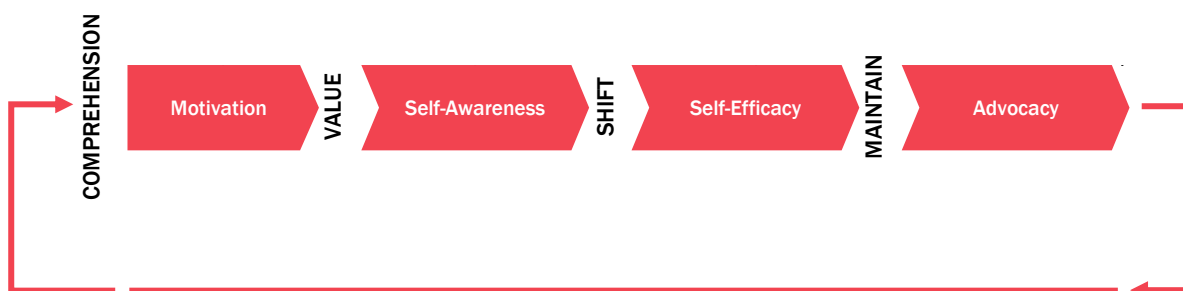 COMPREHENSION
Motivation
VALUE
Self-Awareness
SHIFT
Self-Efficacy
MAINTAIN
Advocacy